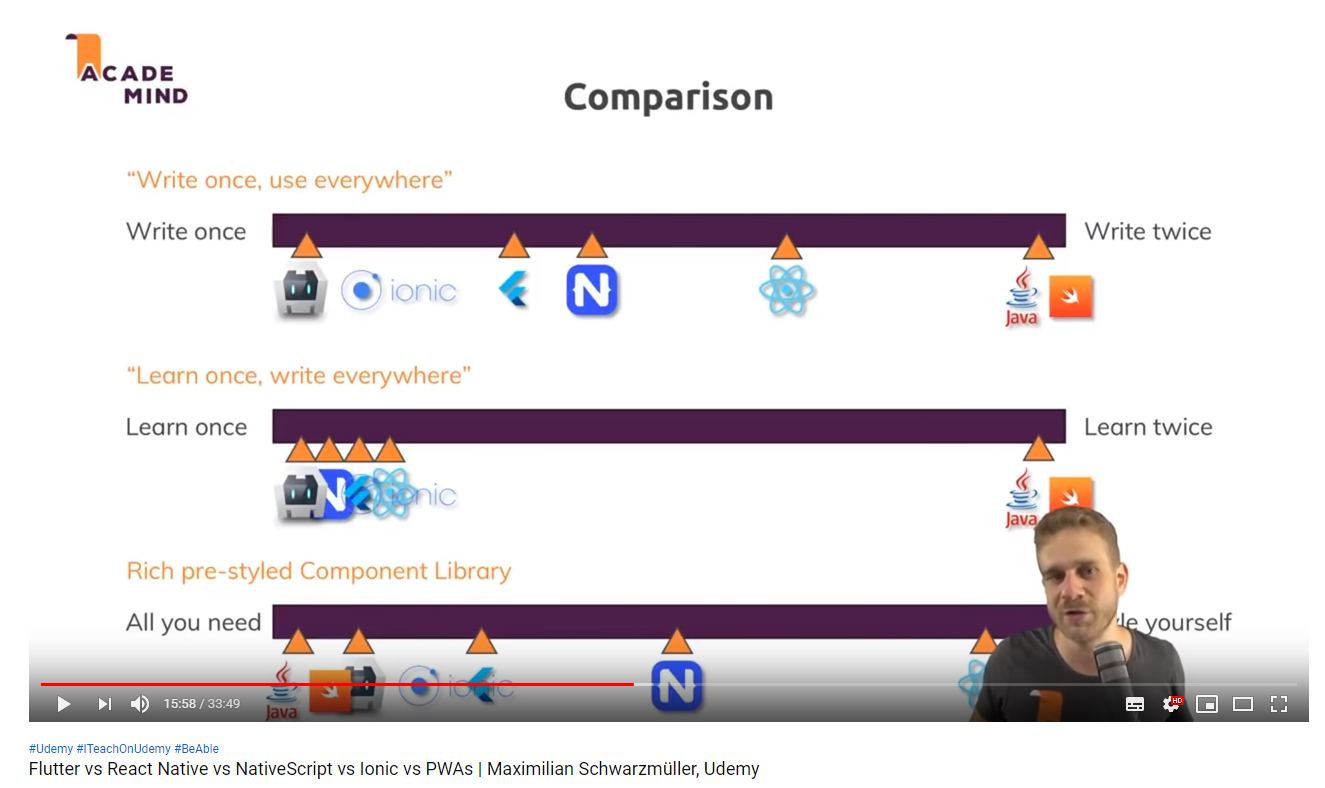 ACADE
MIND
Comparison
“Write once, use everywhere”
Write once
Write twice
ionic
N
Java
“Learn once, write everywhere”
Learn once
Learn twice
N
ionic
Java
Rich pre-styled Component Library
All you need
yourself
ionic
N
Java
15:58 / 33:49
HD
#Udemy #ITeachOnUdemy #BeAble
Flutter vs React Native vs NativeScript vs Ionic vs PWAs | Maximilian Schwarzmüller, Udemy